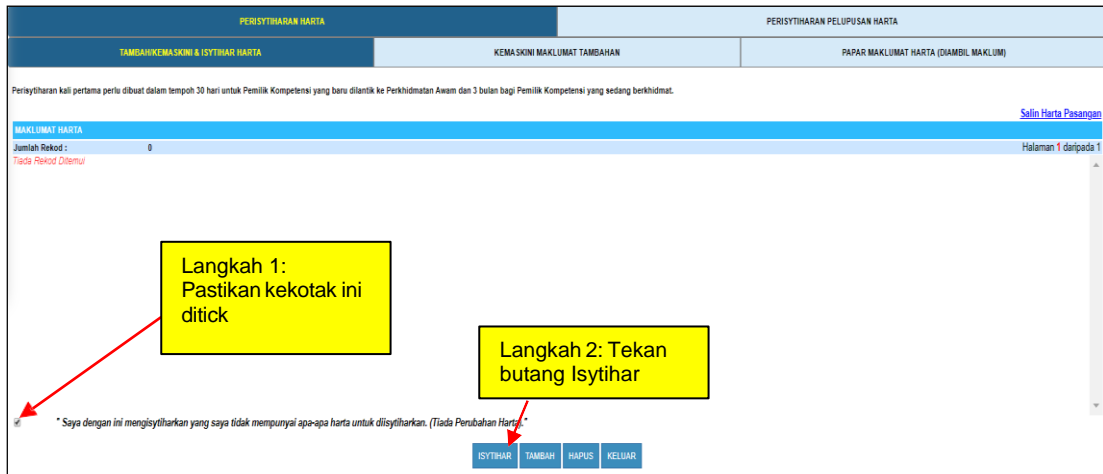 PERISYTIHARAN HARTA
PERISYTIHARAN PELUPUSAN HARTA
TAMBAH/KEMASKINI & ISYTIHAR HARTA
KEMASKINI MAKLUMAT TAMBAHAN
PAPAR MAKLUMAT HARTA (DIAMBIL MAKLUM)
Perisytiharan kali pertama perlu dibuat dalam tempoh 30 hari untuk Pemilik Kompetensi yang baru dilantik ke Perkhidmatan Awam dan 3 bulan bagi Pemilik Kompetensi yang sedang berkhidmat.
Salin Harta Pasangan
MAKLUMAT HARTA
Jumlah Rekod : 0 Halaman 1 daripada 1
Tiada Rekod Ditemui
Langkah 1:
Pastikan kekotak ini
ditick
Langkah 2: Tekan
butang Isytihar
" Saya dengan ini mengisytiharkan yang saya tidak mempunyai apa-apa harta untuk diisytiharkan. (Tiada Perubahan Harta)."
ISYTIHAR TAMBAH HAPUS KELUAR